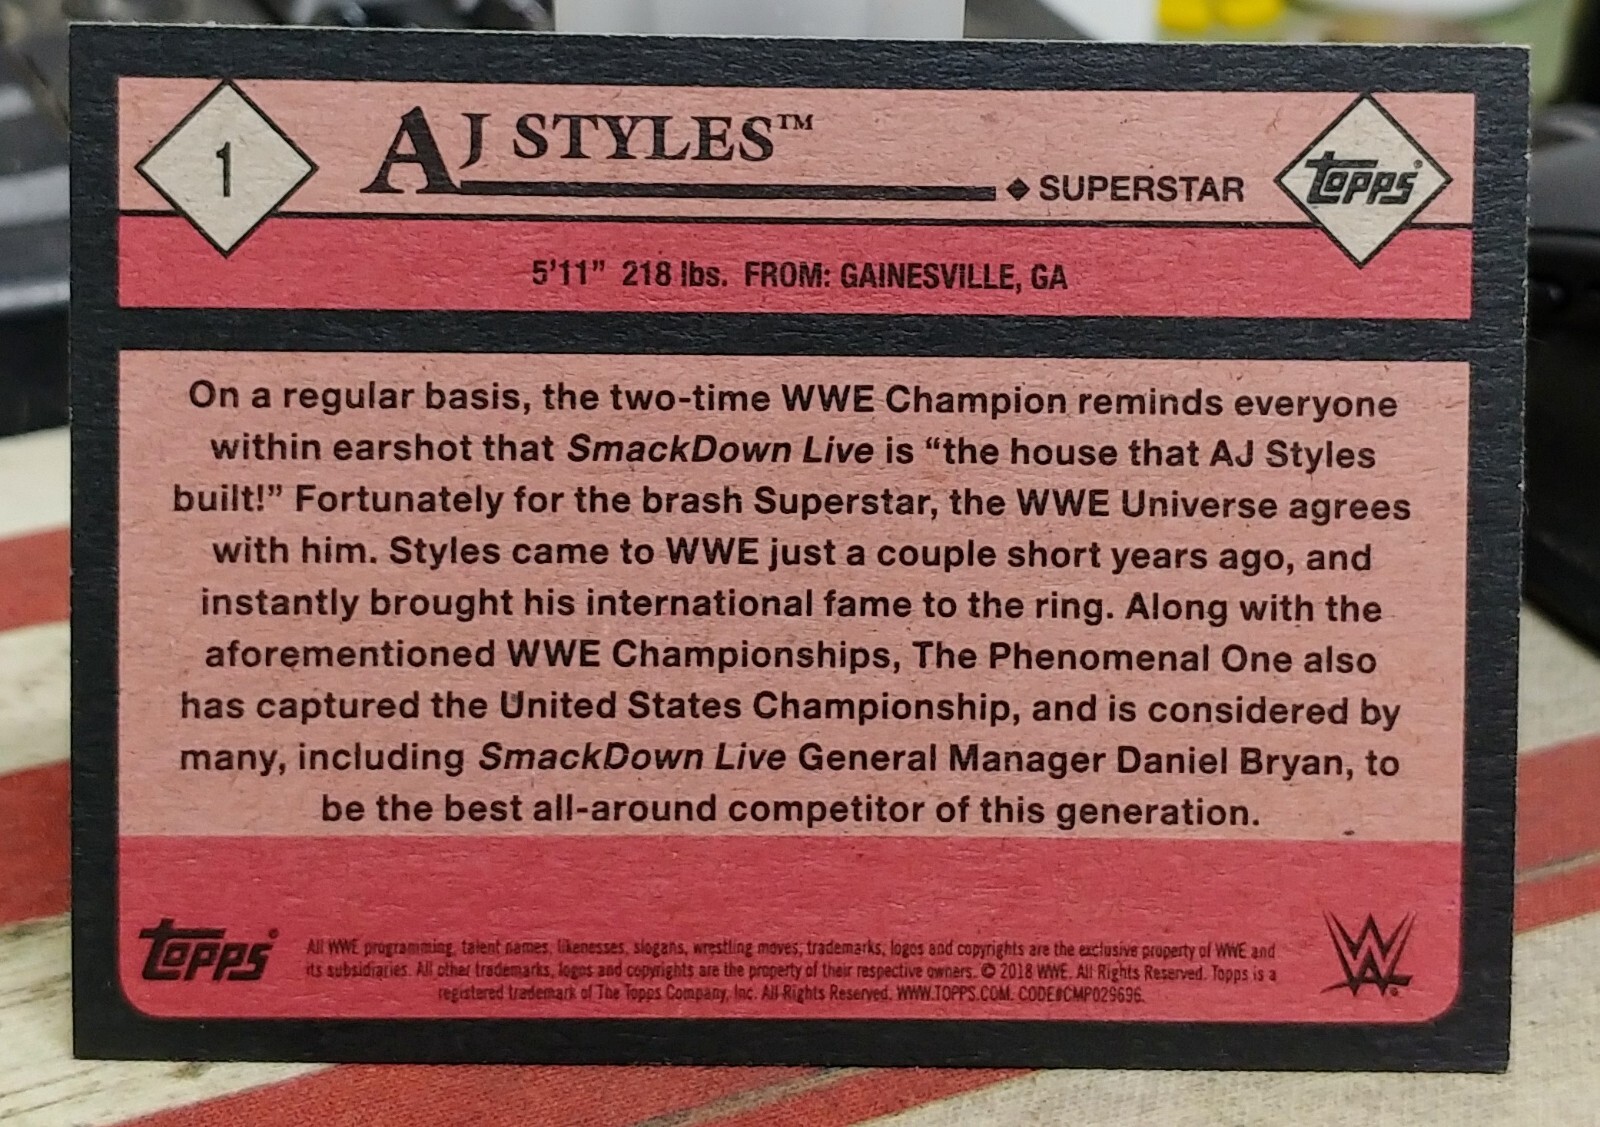 1
AJ STYLES™
◆ SUPERSTAR
Topps®
5'11” 218 lbs. FROM: GAINESVILLE, GA
On a regular basis, the two-time WWE Champion reminds everyone
within earshot that SmackDown Live is “the house that AJ Styles
built!” Fortunately for the brash Superstar, the WWE Universe agrees
with him. Styles came to WWE just a couple short years ago, and
instantly brought his international fame to the ring. Along with the
aforementioned WWE Championships, The Phenomenal One also
has captured the United States Championship, and is considered by
many, including SmackDown Live General Manager Daniel Bryan, to
be the best all-around competitor of this generation.
Topps®
All WWE programming, talent names, likenesses, slogans, wrestling moves, trademarks, logos and copyrights are the exclusive property of WWE and
its subsidiaries. All other trademarks, logos and copyrights are the property of their respective owners. © 2018 WWE. All Rights Reserved. Topps is a
registered trademark of The Topps Company, Inc. All Rights Reserved. WWW.TOPPS.COM. CODE#CMP029696.
W